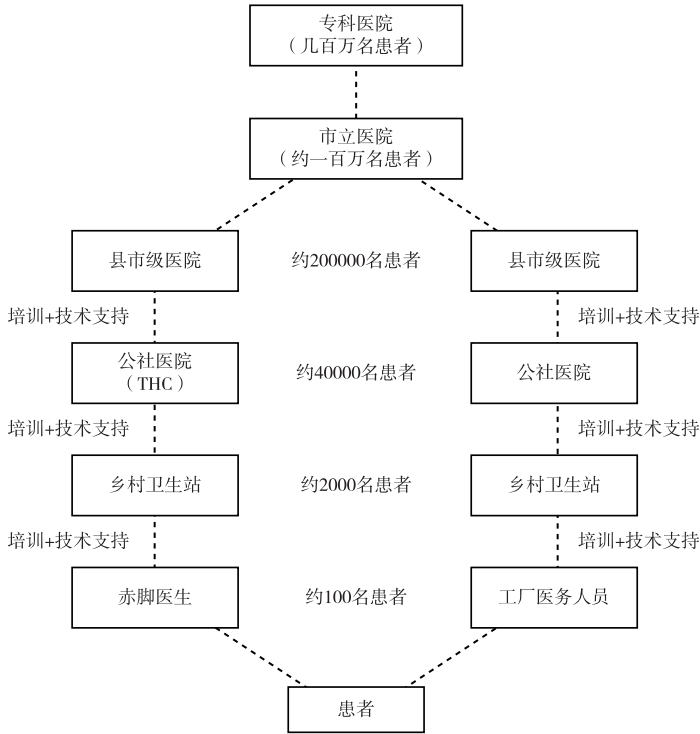 专科医院
（几百万名患者）
市立医院
（约一百万名患者）
县市级医院
约200000名患者
县市级医院
培训+技术支持
培训+技术支持
公社医院
（THC）
约40000名患者
公社医院
培训+技术支持
培训+技术支持
乡村卫生站
约2000名患者
乡村卫生站
培训+技术支持
培训+技术支持
赤脚医生
约100名患者
工厂医务人员
患者